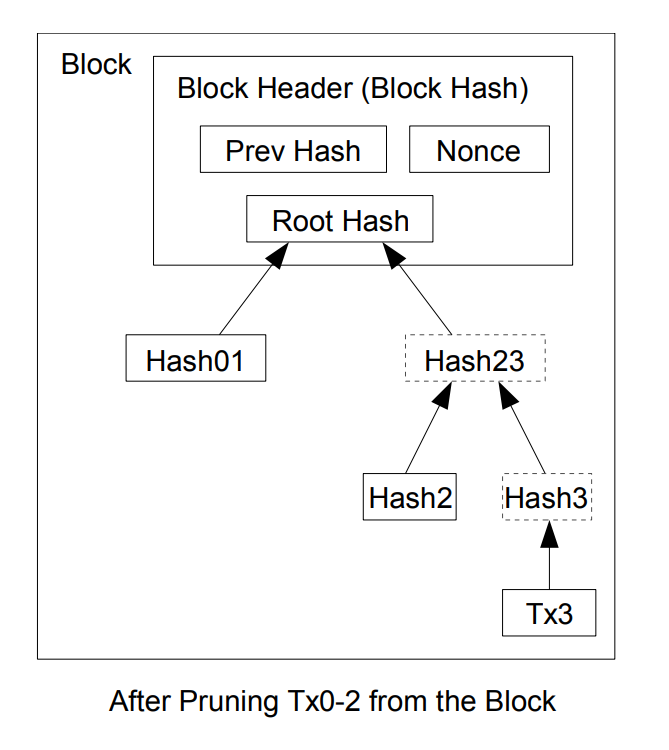 Block
Block Header (Block Hash)
Prev Hash
Nonce
Root Hash
Hash01
Hash23
Hash2
Hash3
Tx3
After Pruning Tx0-2 from the Block